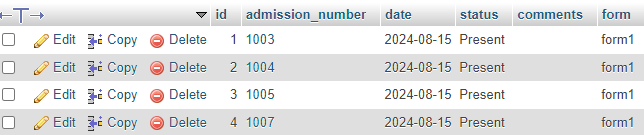 id admission_number date status comments form
Edit Copy Delete 1 1003 2024-08-15 Present form1
Edit Copy Delete 2 1004 2024-08-15 Present form1
Edit Copy Delete 3 1005 2024-08-15 Present form1
Edit Copy Delete 4 1007 2024-08-15 Present form1